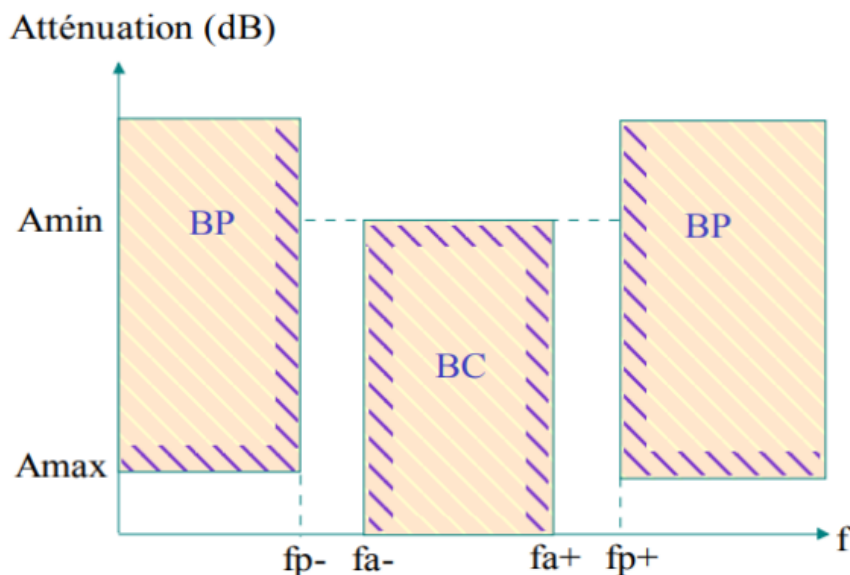 Atténuation (dB)
Amin
BP
BP
BC
Amax
fp- fa- fa+ fp+ f